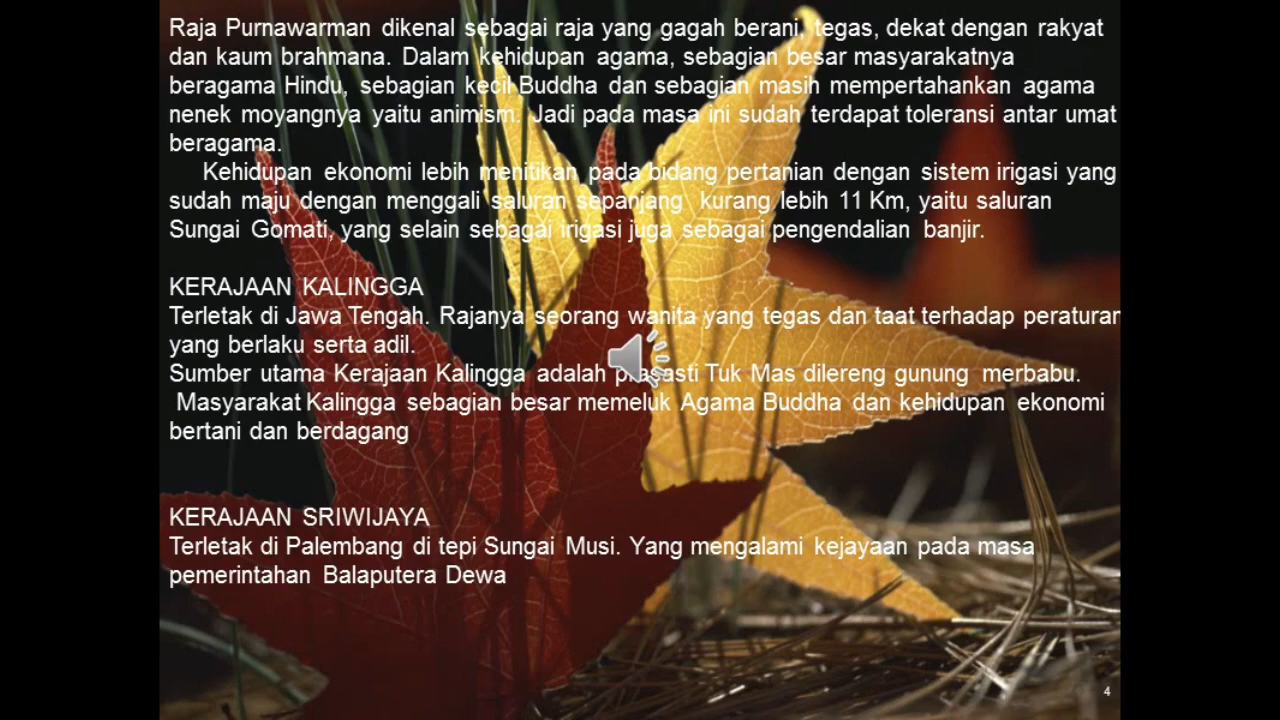 Raja Purnawarman dikenal sebagai raja yang gagah berani, tegas, dekat dengan rakyat
dan kaum brahmana. Dalam kehidupan agama, sebagian besar masyarakatnya
beragama Hindu, sebagian kecil Buddha dan sebagian masih mempertahankan agama
nenek moyangnya yaitu animism. Jadi pada masa ini sudah terdapat toleransi antar umat
beragama.
Kehidupan ekonomi lebih menitikan pada bidang pertanian dengan sistem irigasi yang
sudah maju dengan menggali saluran sepanjang kurang lebih 11 Km, yaitu saluran
Sungai Gomati, yang selain sebagai irigasi juga sebagai pengendalian banjir.
KERAJAAN KALINGGA
Terletak di Jawa Tengah. Rajanya seorang wanita yang tegas dan taat terhadap peraturan
yang berlaku serta adil.
Sumber utama Kerajaan Kalingga adalah prasasti Tuk Mas dilereng gunung merbabu.
Masyarakat Kalingga sebagian besar memeluk Agama Buddha dan kehidupan ekonomi
bertani dan berdagang
KERAJAAN SRIWIJAYA
Terletak di Palembang di tepi Sungai Musi. Yang mengalami kejayaan pada masa
pemerintahan Balaputera Dewa
4